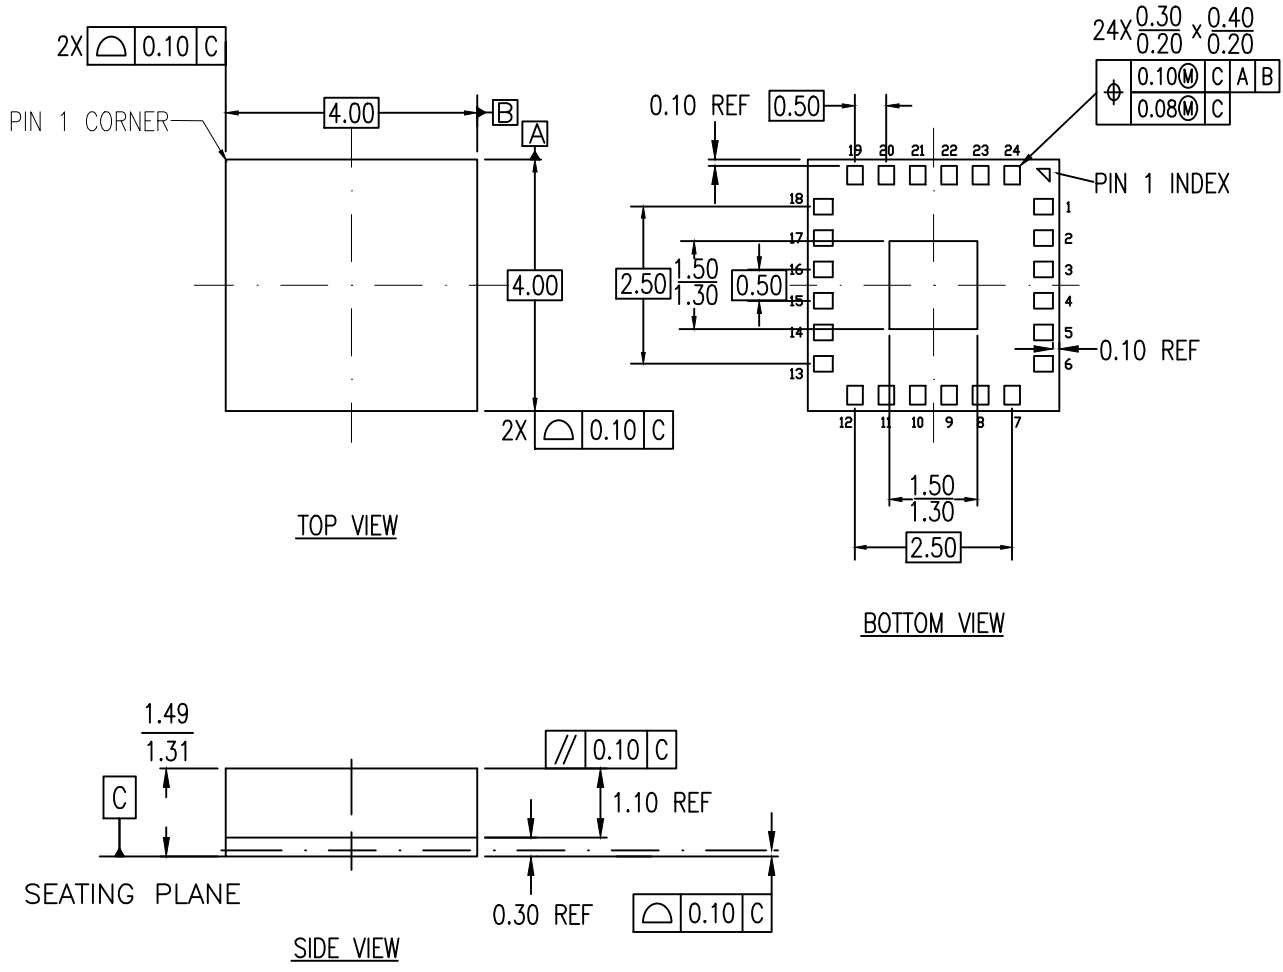 2X ⌓ 0.10 C
4.00
B
A
PIN 1 CORNER
4.00
2X ⌓ 0.10 C
TOP VIEW
24X 0.30/0.20 x 0.40/0.20
⌖ 0.10Ⓜ C A B
0.08Ⓜ C
0.10 REF
0.50
19 20 21 22 23 24
PIN 1 INDEX
18
17
16
15
14
13
1
2
3
4
5
6
2.50
1.50
1.30
0.50
0.10 REF
12 11 10 9 8 7
1.50
1.30
2.50
BOTTOM VIEW
1.49
1.31
// 0.10 C
C
1.10 REF
SEATING PLANE
0.30 REF
⌓ 0.10 C
SIDE VIEW